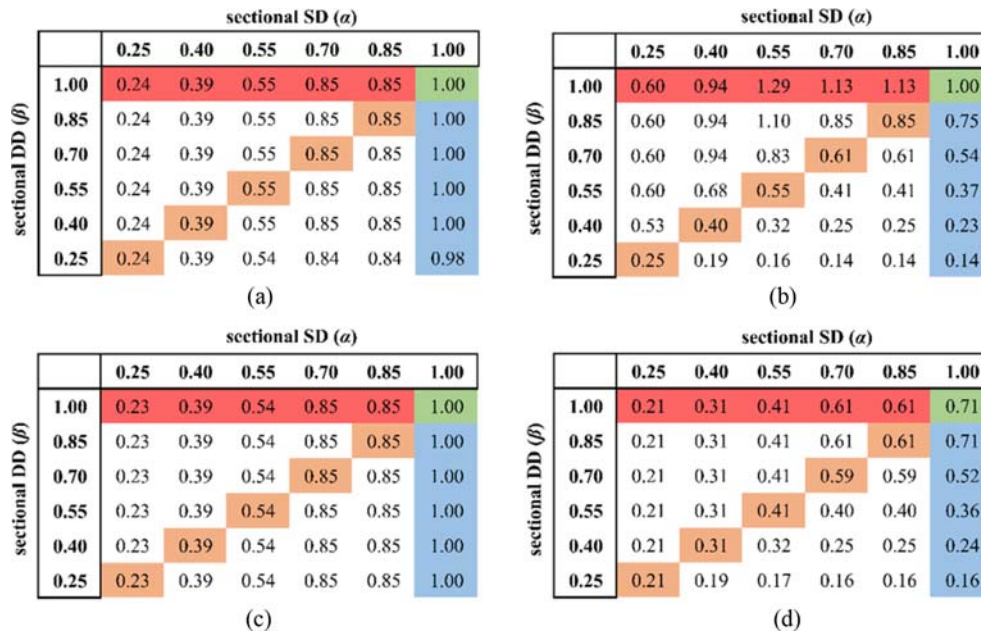 sectional SD (α)
0.25 0.40 0.55 0.70 0.85 1.00
sectional DD (β)
1.00 0.24 0.39 0.55 0.85 0.85 1.00
0.85 0.24 0.39 0.55 0.85 0.85 1.00
0.70 0.24 0.39 0.55 0.85 0.85 1.00
0.55 0.24 0.39 0.55 0.85 0.85 1.00
0.40 0.24 0.39 0.55 0.85 0.85 1.00
0.25 0.24 0.39 0.54 0.84 0.84 0.98
(a)
sectional SD (α)
0.25 0.40 0.55 0.70 0.85 1.00
sectional DD (β)
1.00 0.60 0.94 1.29 1.13 1.13 1.00
0.85 0.60 0.94 1.10 0.85 0.85 0.75
0.70 0.60 0.94 0.83 0.61 0.61 0.54
0.55 0.60 0.68 0.55 0.41 0.41 0.37
0.40 0.53 0.40 0.32 0.25 0.25 0.23
0.25 0.25 0.19 0.16 0.14 0.14 0.14
(b)
sectional SD (α)
0.25 0.40 0.55 0.70 0.85 1.00
sectional DD (β)
1.00 0.23 0.39 0.54 0.85 0.85 1.00
0.85 0.23 0.39 0.54 0.85 0.85 1.00
0.70 0.23 0.39 0.54 0.85 0.85 1.00
0.55 0.23 0.39 0.54 0.85 0.85 1.00
0.40 0.23 0.39 0.54 0.85 0.85 1.00
0.25 0.23 0.39 0.54 0.85 0.85 1.00
(c)
sectional SD (α)
0.25 0.40 0.55 0.70 0.85 1.00
sectional DD (β)
1.00 0.21 0.31 0.41 0.61 0.61 0.71
0.85 0.21 0.31 0.41 0.61 0.61 0.71
0.70 0.21 0.31 0.41 0.59 0.59 0.52
0.55 0.21 0.31 0.41 0.40 0.40 0.36
0.40 0.21 0.31 0.32 0.25 0.25 0.24
0.25 0.21 0.19 0.17 0.16 0.16 0.16
(d)